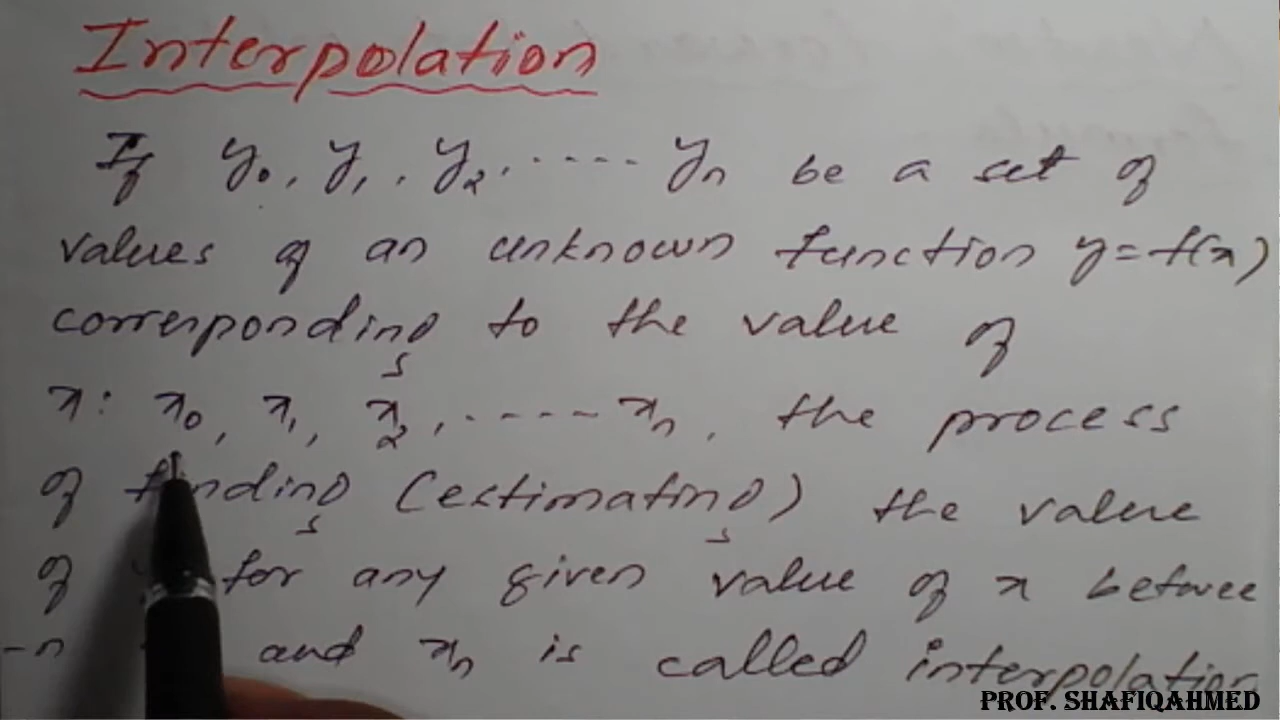 Interpolation
If y₀, y₁, y₂, ..... yₙ be a set of
values of an unknown function y=f(x)
corresponding to the value of
x: x₀, x₁, x₂, ..... xₙ, the process
of finding (estimating) the value
of for any given value of x betwee
-n and xₙ is called interpolation
PROF. SHAFIQAHMED